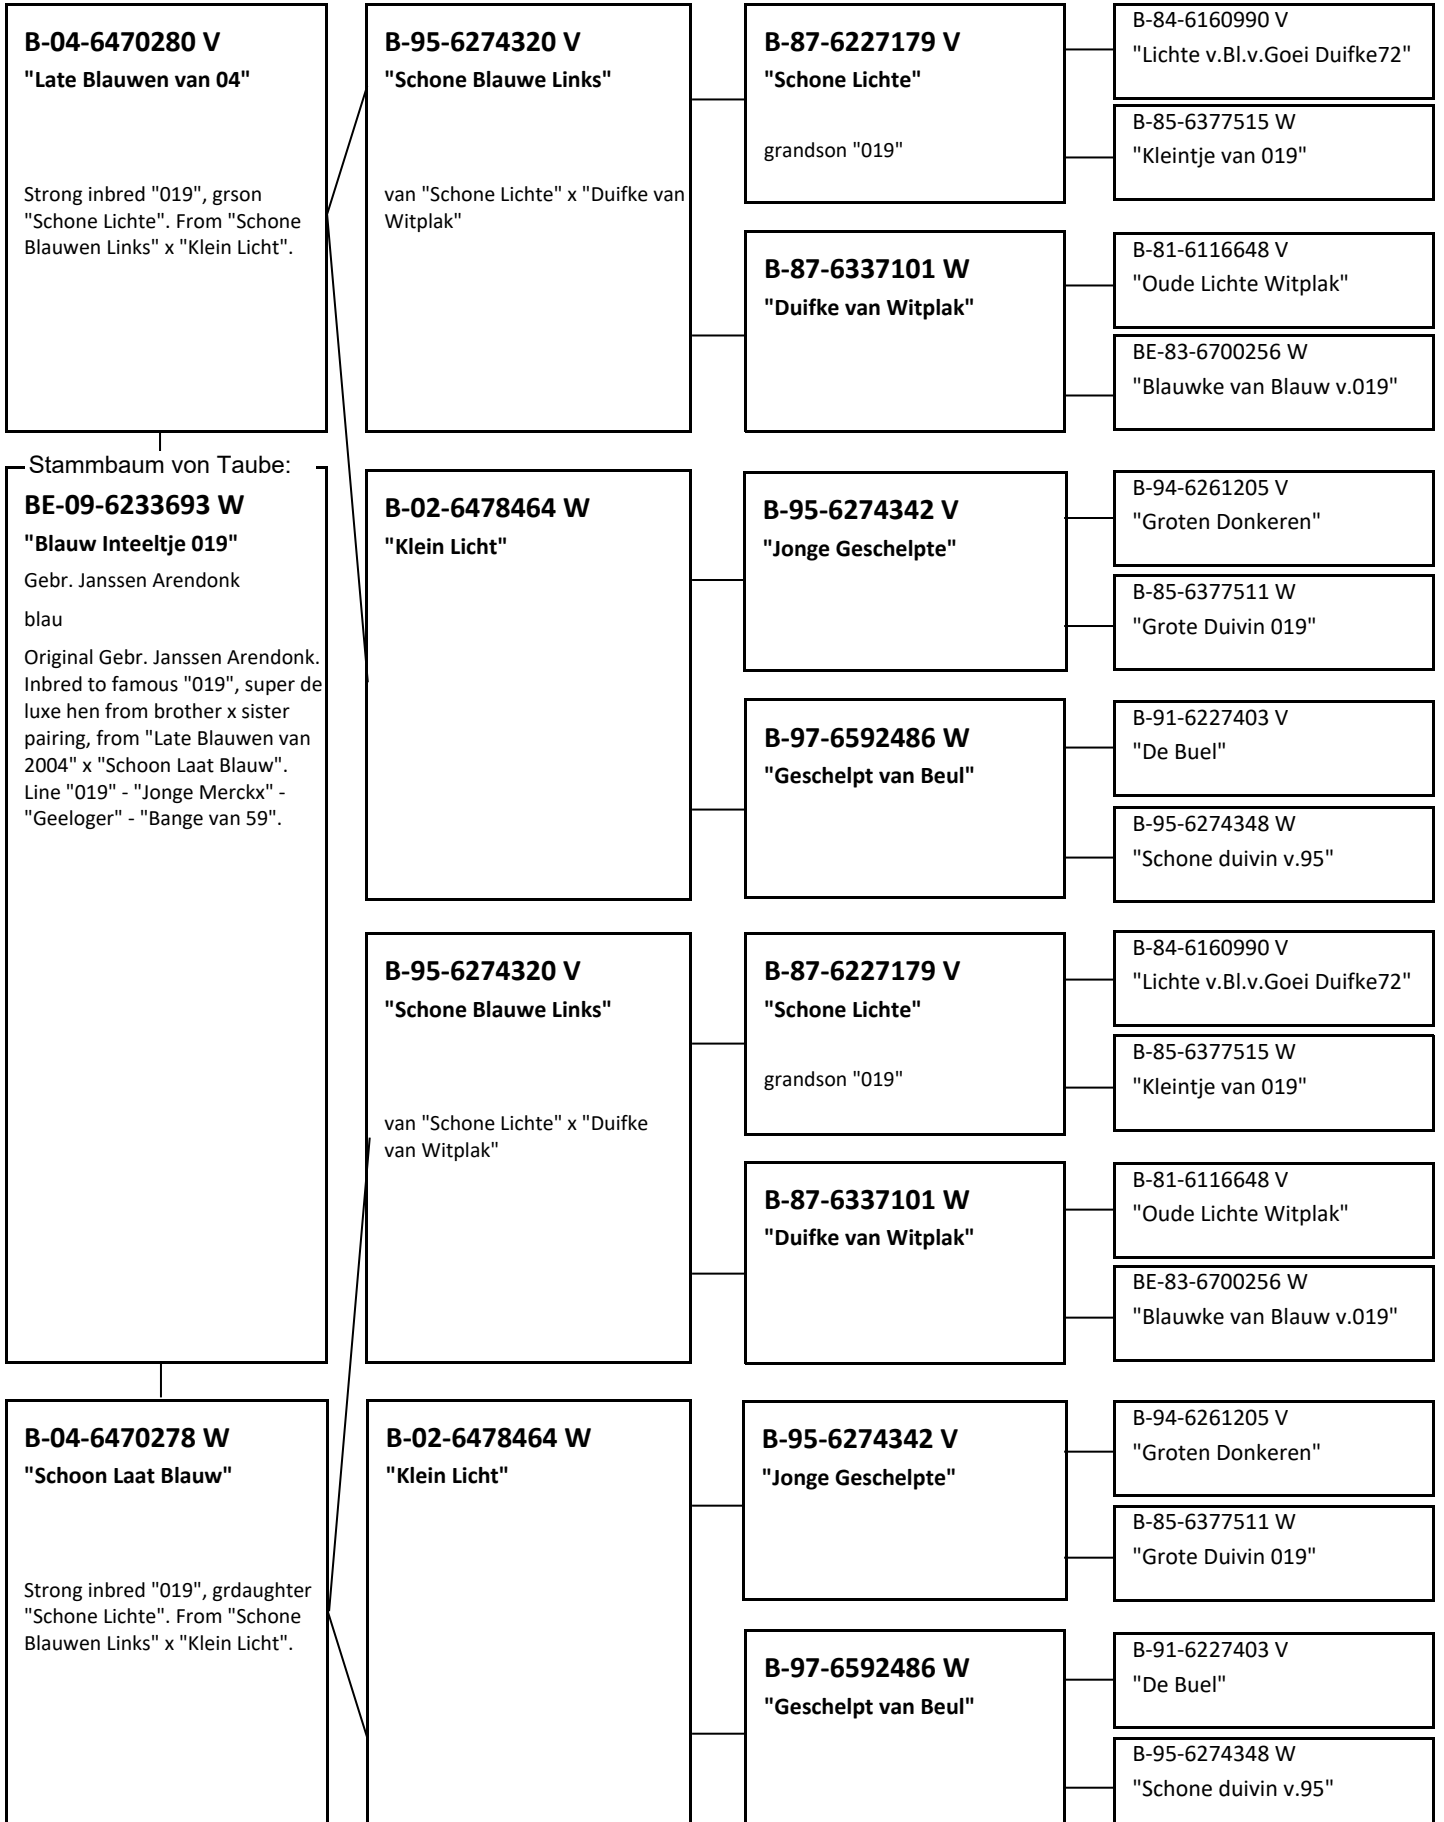 B-04-6470280 V
"Late Blauwen van 04"
Strong inbred "019", grson
"Schone Lichte". From "Schone
Blauwen Links" x "Klein Licht".
Stammbaum von Taube:
BE-09-6233693 W
"Blauw Inteeltje 019"
Gebr. Janssen Arendonk
blau
Original Gebr. Janssen Arendonk.
Inbred to famous "019", super de
luxe hen from brother x sister
pairing, from "Late Blauwen van
2004" x "Schoon Laat Blauw".
Line "019" - "Jonge Merckx" -
"Geeloger" - "Bange van 59".
B-04-6470278 W
"Schoon Laat Blauw"
Strong inbred "019", grdaughter
"Schone Lichte". From "Schone
Blauwen Links" x "Klein Licht".
B-95-6274320 V
"Schone Blauwe Links"
van "Schone Lichte" x "Duifke van
Witplak"
B-02-6478464 W
"Klein Licht"
B-95-6274320 V
"Schone Blauwe Links"
van "Schone Lichte" x "Duifke
van Witplak"
B-02-6478464 W
"Klein Licht"
B-87-6227179 V
"Schone Lichte"
grandson "019"
B-87-6337101 W
"Duifke van Witplak"
B-95-6274342 V
"Jonge Geschelpte"
B-97-6592486 W
"Geschelpt van Beul"
B-87-6227179 V
"Schone Lichte"
grandson "019"
B-87-6337101 W
"Duifke van Witplak"
B-95-6274342 V
"Jonge Geschelpte"
B-97-6592486 W
"Geschelpt van Beul"
B-84-6160990 V
"Lichte v.Bl.v.Goei Duifke72"
B-85-6377515 W
"Kleintje van 019"
B-81-6116648 V
"Oude Lichte Witplak"
BE-83-6700256 W
"Blauwke van Blauw v.019"
B-94-6261205 V
"Groten Donkeren"
B-85-6377511 W
"Grote Duivin 019"
B-91-6227403 V
"De Buel"
B-95-6274348 W
"Schone duivin v.95"
B-84-6160990 V
"Lichte v.Bl.v.Goei Duifke72"
B-85-6377515 W
"Kleintje van 019"
B-81-6116648 V
"Oude Lichte Witplak"
BE-83-6700256 W
"Blauwke van Blauw v.019"
B-94-6261205 V
"Groten Donkeren"
B-85-6377511 W
"Grote Duivin 019"
B-91-6227403 V
"De Buel"
B-95-6274348 W
"Schone duivin v.95"